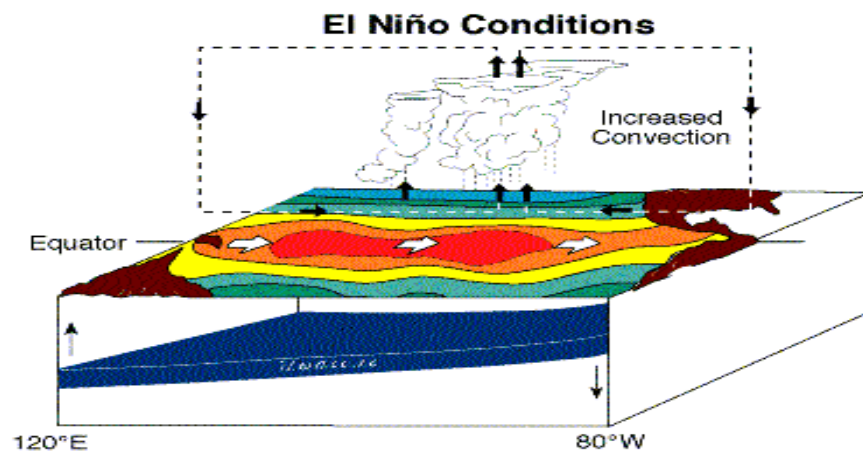 El Niño Conditions
Increased
Convection
Equator
120°E
80°W